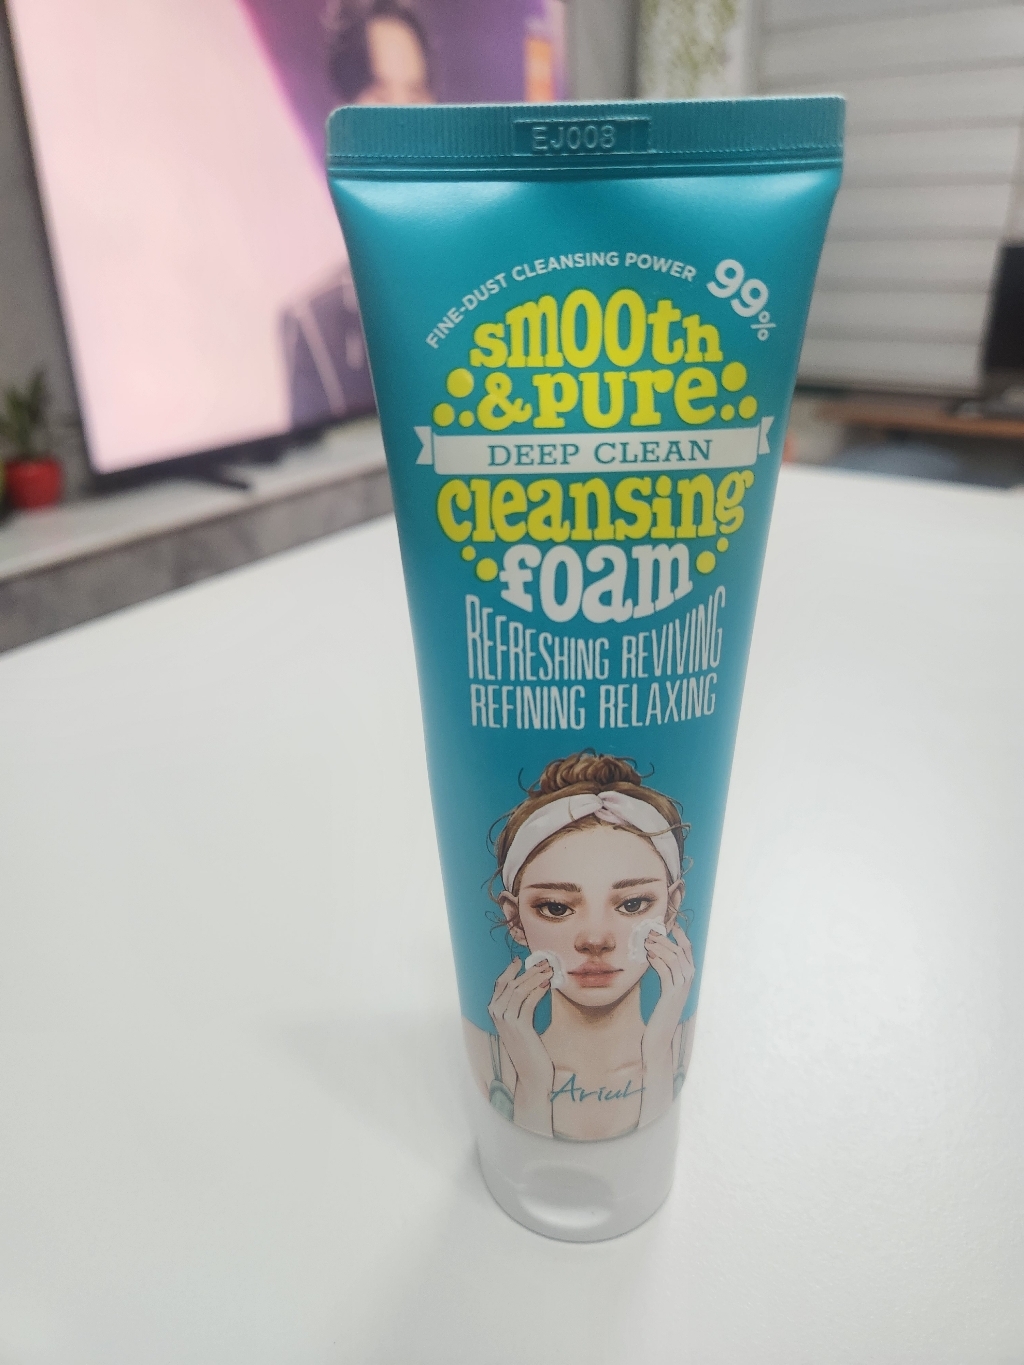 EJ008
FINE-DUST CLEANSING POWER 99%
smooth
& PURe
DEEP CLEAN
cleansing
foam
REFRESHING REVIVING
REFINING RELAXING
Ariul